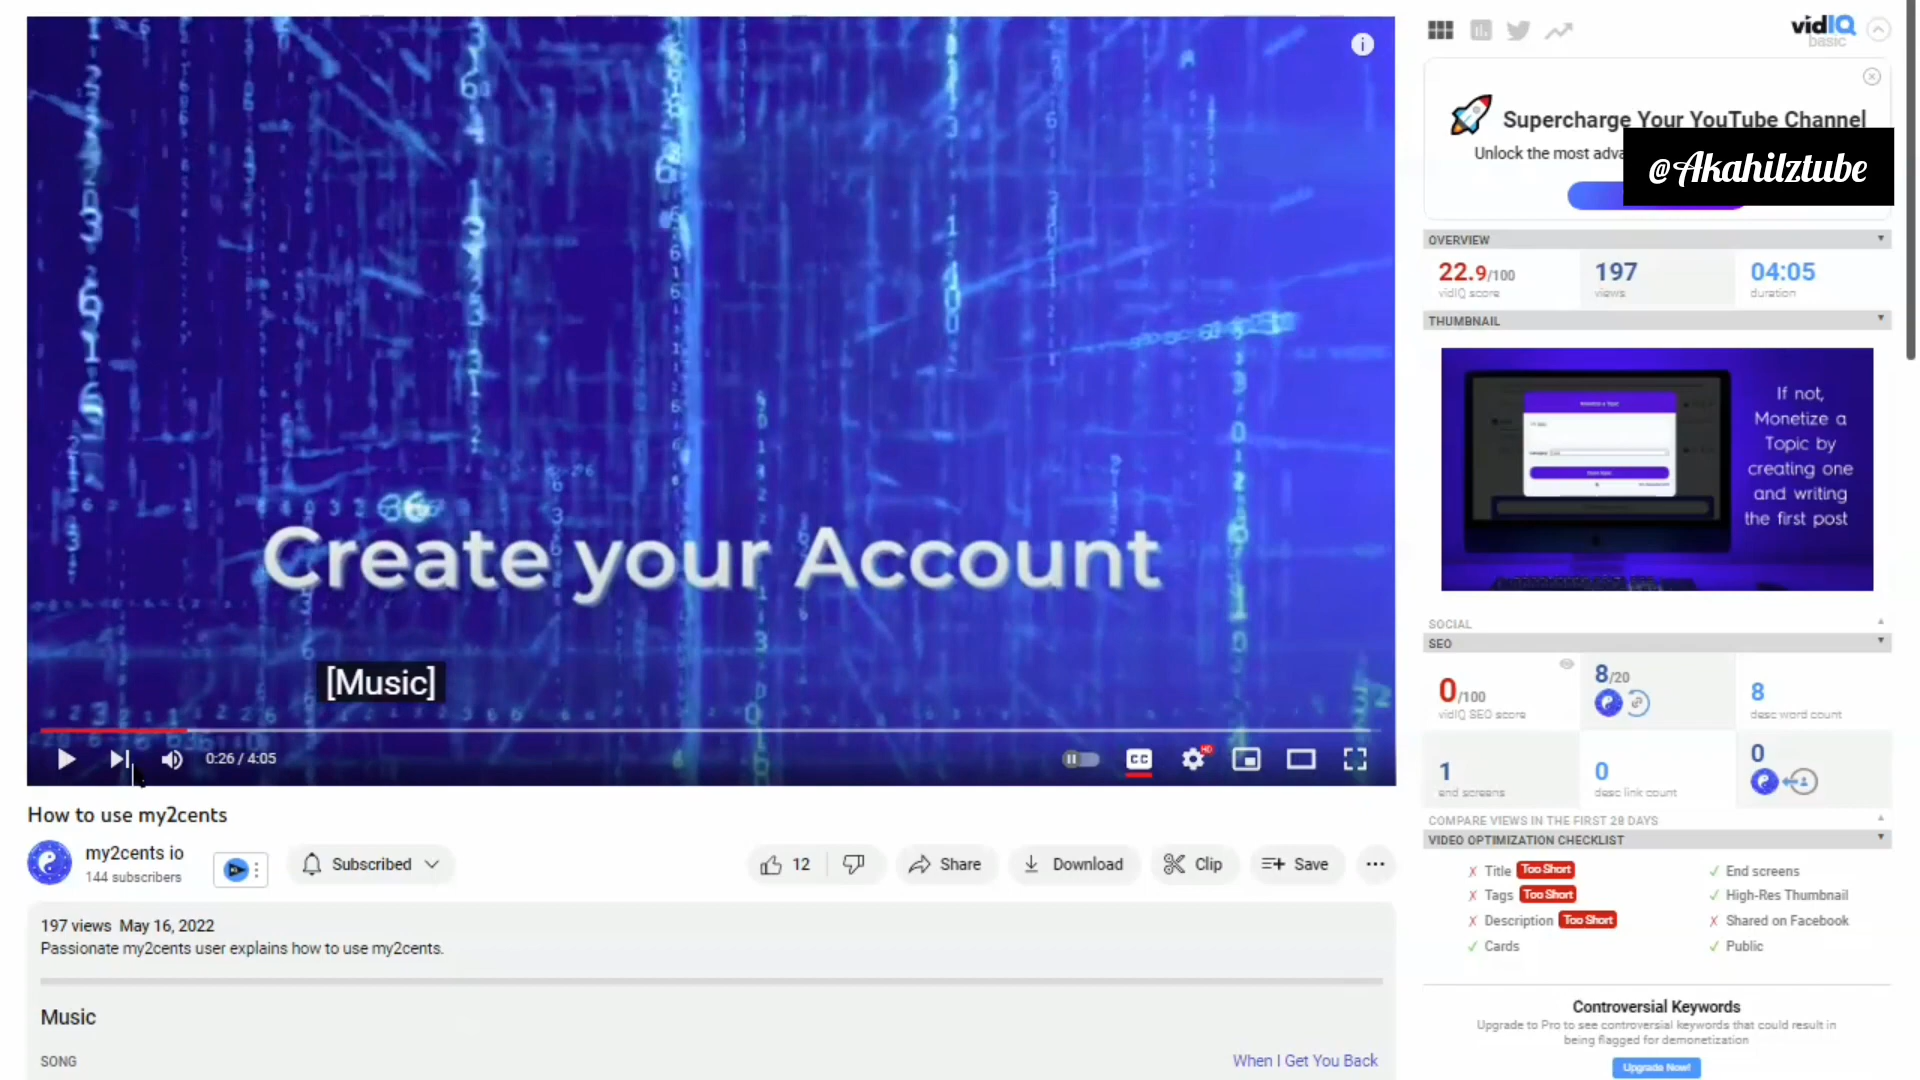 Create your Account
[Music]
0:26 / 4:05
CC
HD
How to use my2cents
my2cents io
144 subscribers
Subscribed
12
Share
Download
Clip
Save
197 views May 16, 2022
Passionate my2cents user explains how to use my2cents.
Music
SONG
When I Get You Back
vidIQ
basic
Supercharge Your YouTube Channel
Unlock the most adva
@Akahilztube
OVERVIEW
22.9/100
vidIQ score
197
views
04:05
duration
THUMBNAIL
If not,
Monetize a
Topic by
creating one
and writing
the first post
SOCIAL
SEO
0/100
vidIQ SEO score
8/20
8
desc word count
1
end screens
0
desc link count
0
COMPARE VIEWS IN THE FIRST 28 DAYS
VIDEO OPTIMIZATION CHECKLIST
Title Too Short
Tags Too Short
Description Too Short
Cards
End screens
High-Res Thumbnail
Shared on Facebook
Public
Controversial Keywords
Upgrade to Pro to see controversial keywords that could result in
being flagged for demonetization
Upgrade Now!